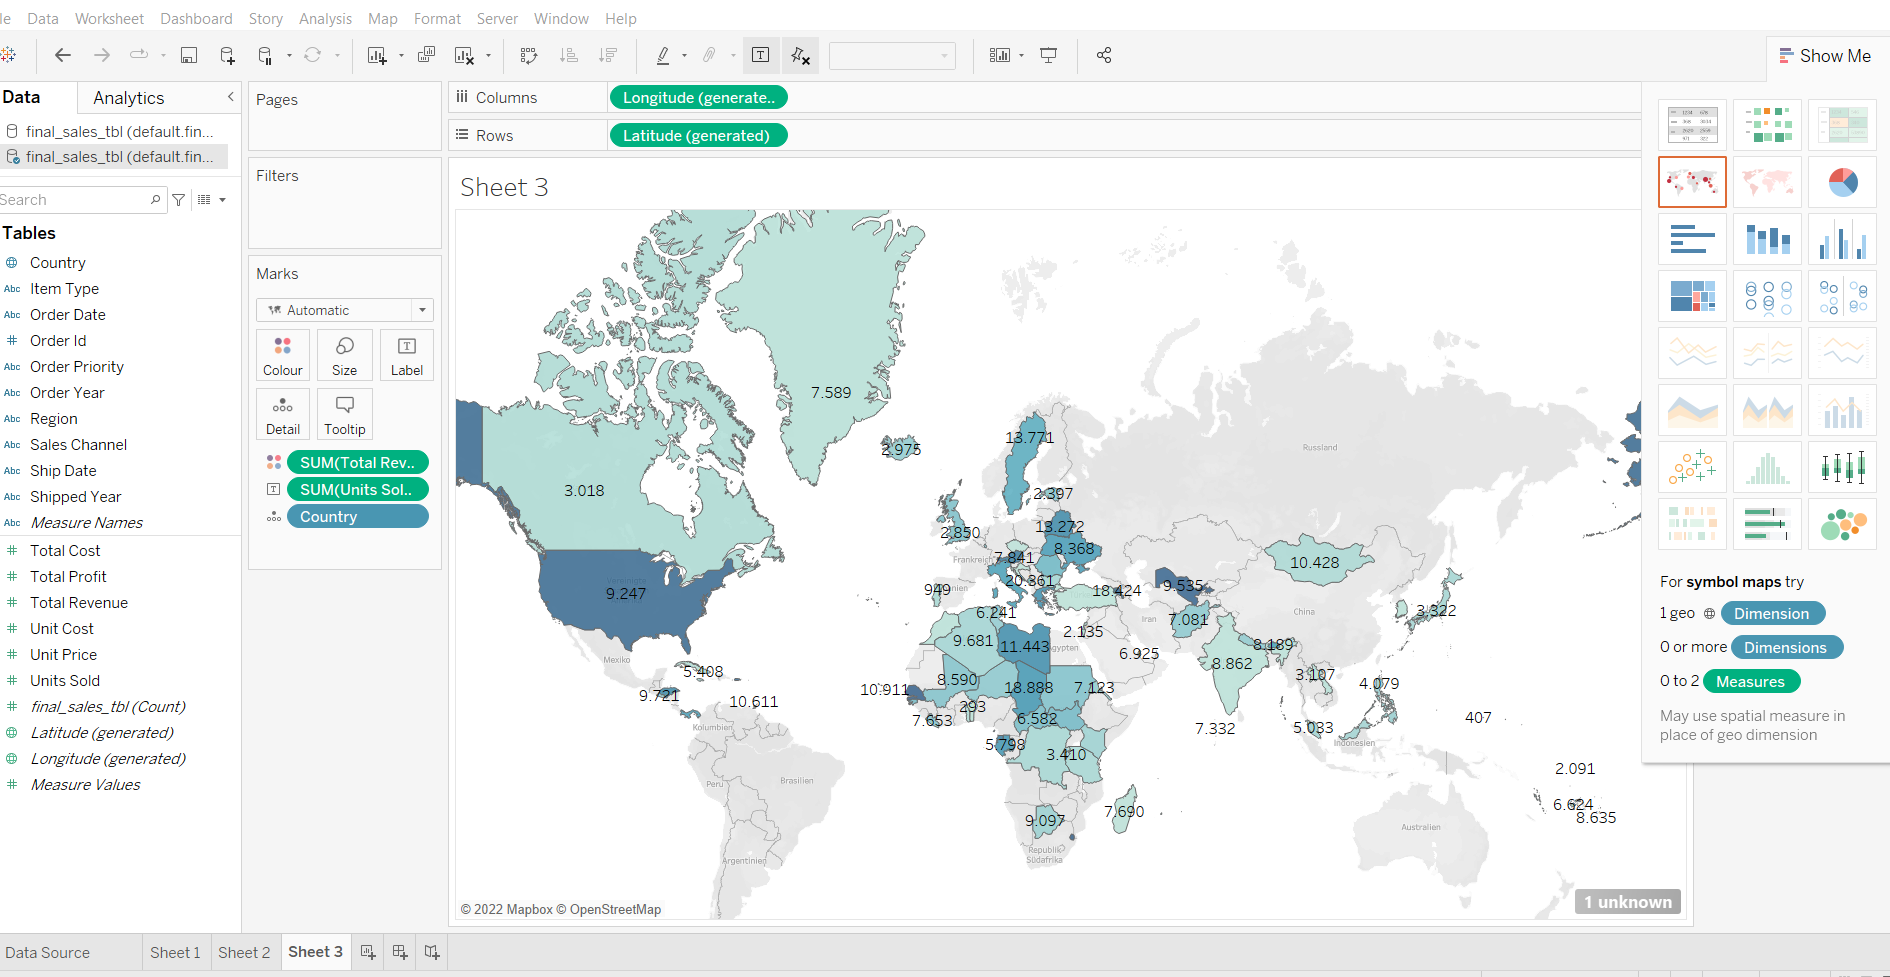 le Data Worksheet Dashboard Story Analysis Map Format Server Window Help
Show Me
Data Analytics
final_sales_tbl (default.fin...
final_sales_tbl (default.fin...
Search
Tables
Country
Abc Item Type
Abc Order Date
# Order Id
Abc Order Priority
Abc Order Year
Abc Region
Abc Sales Channel
Abc Ship Date
Abc Shipped Year
Abc Measure Names
# Total Cost
# Total Profit
# Total Revenue
# Unit Cost
# Unit Price
# Units Sold
# final_sales_tbl (Count)
Latitude (generated)
Longitude (generated)
# Measure Values
Pages
Filters
Marks
Automatic
Colour Size Label
Detail Tooltip
SUM(Total Rev..
SUM(Units Sol..
Country
Columns Longitude (generate..
Rows Latitude (generated)
Sheet 3
7.589
13.771
2.975
Russland
3.018
2.397
13.272
2.850
8.368
Frankreich
7.841
10.428
20.361
9.535
949
18.424
9.247
6.241
3.322
China
Iran
7.081
2.135
9.681
11.443
8.189
6.925
8.862
Mexiko
5.408
3.107
8.590
18.888
7.123
4.079
10.911
9.721
10.611
293
7.653
6.582
407
Kolumbien
7.332
5.033
Indonesien
5.798
3.410
2.091
Peru
Brasilien
6.624
7.690
8.635
9.097
Australien
Republik
Südafrika
Argentinien
© 2022 Mapbox © OpenStreetMap
1 unknown
For symbol maps try
1 geo Dimension
0 or more Dimensions
0 to 2 Measures
May use spatial measure in
place of geo dimension
Data Source Sheet 1 Sheet 2 Sheet 3